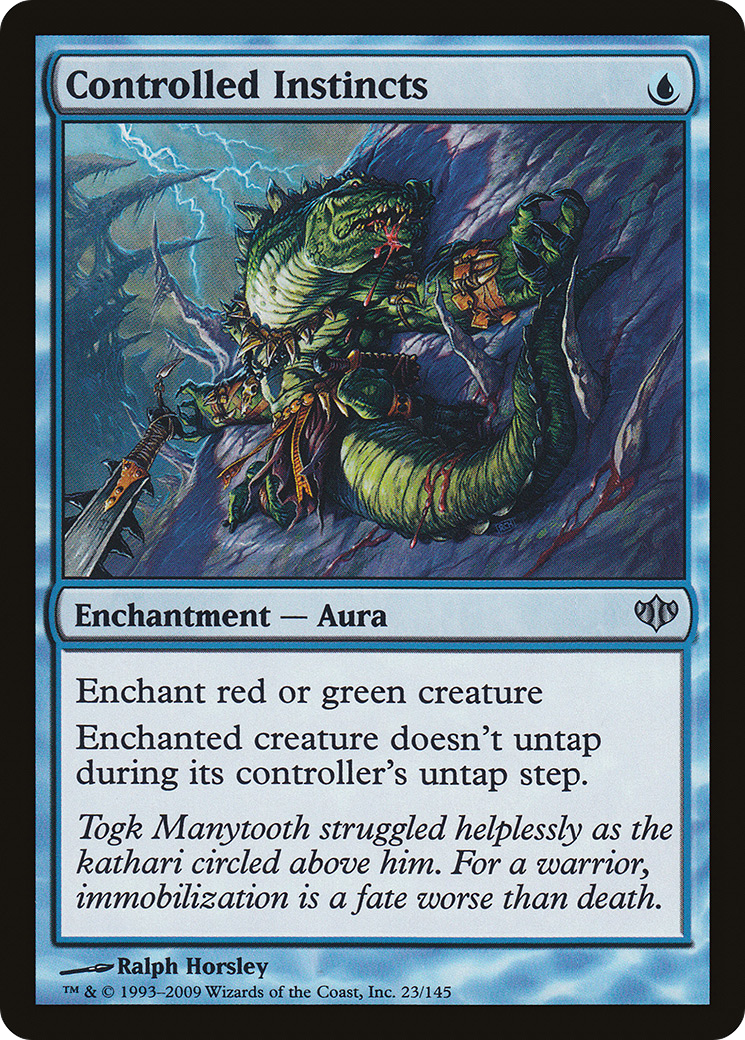 Controlled Instincts
Enchantment — Aura
Enchant red or green creature
Enchanted creature doesn't untap
during its controller's untap step.
Togk Manytooth struggled helplessly as the
kathari circled above him. For a warrior,
immobilization is a fate worse than death.
Ralph Horsley
™ & © 1993–2009 Wizards of the Coast, Inc. 23/145